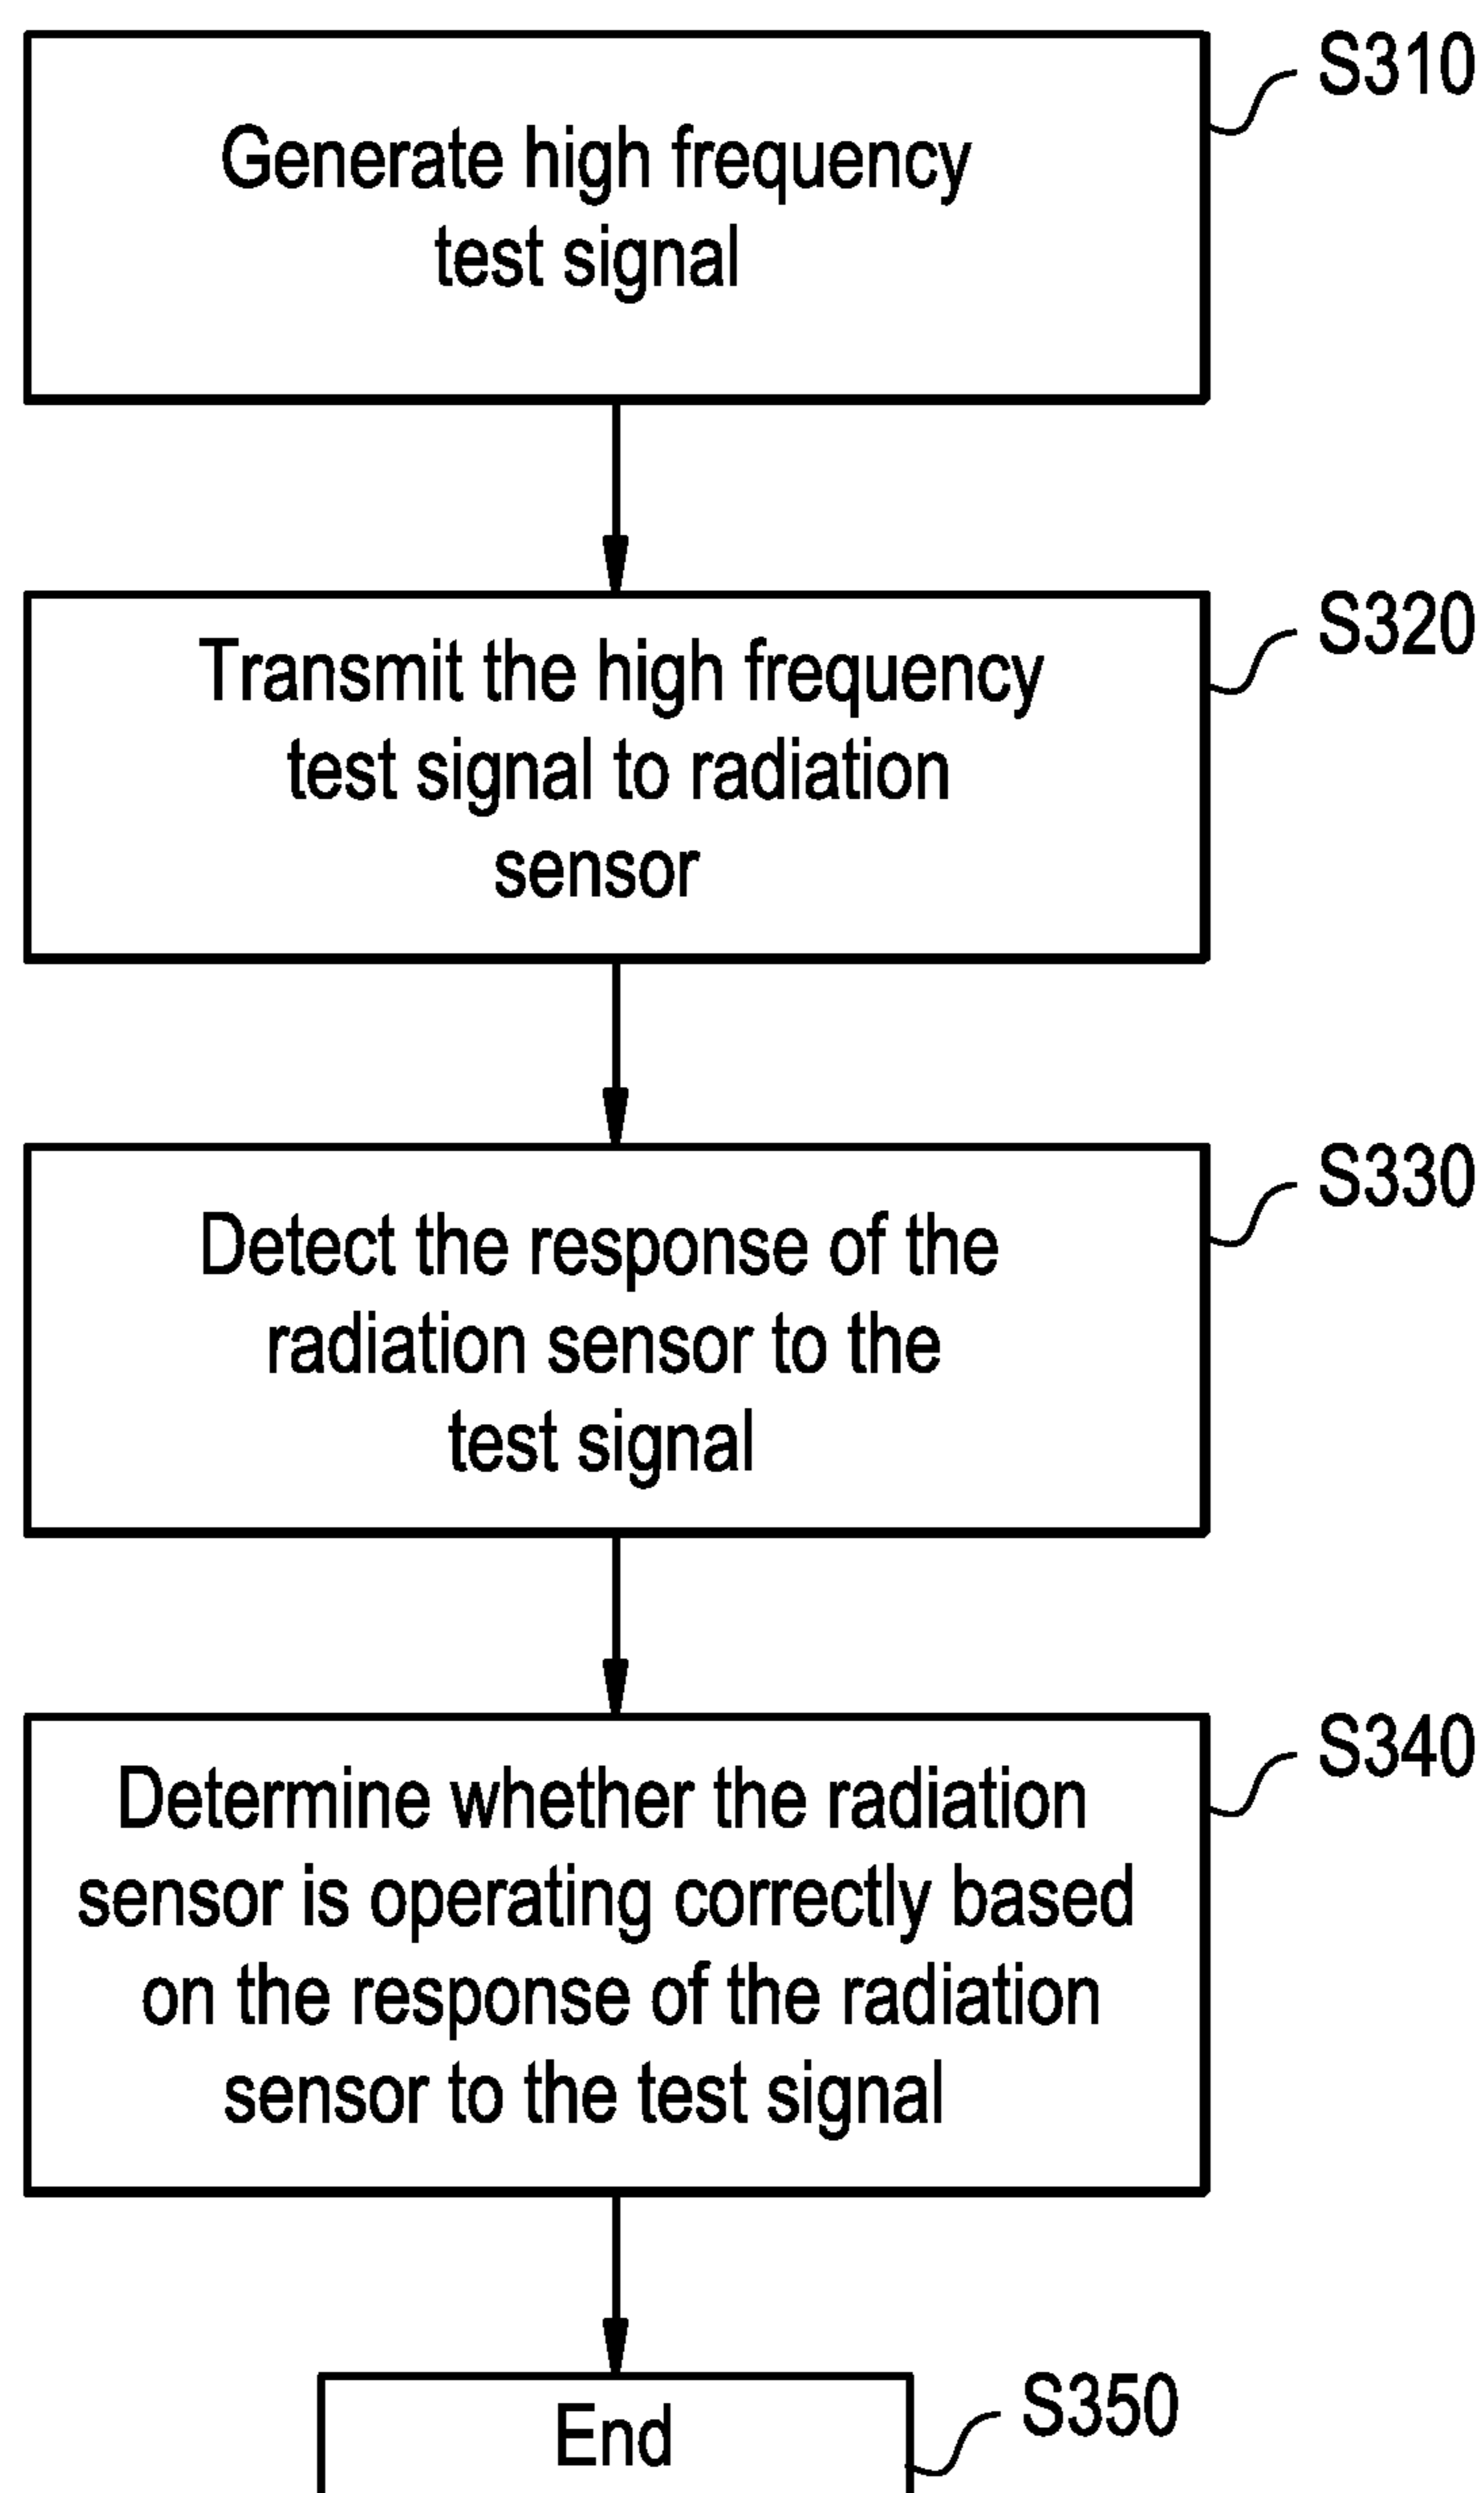 S310
Generate high frequency
test signal
S320
Transmit the high frequency
test signal to radiation
sensor
S330
Detect the response of the
radiation sensor to the
test signal
S340
Determine whether the radiation
sensor is operating correctly based
on the response of the radiation
sensor to the test signal
S350
End